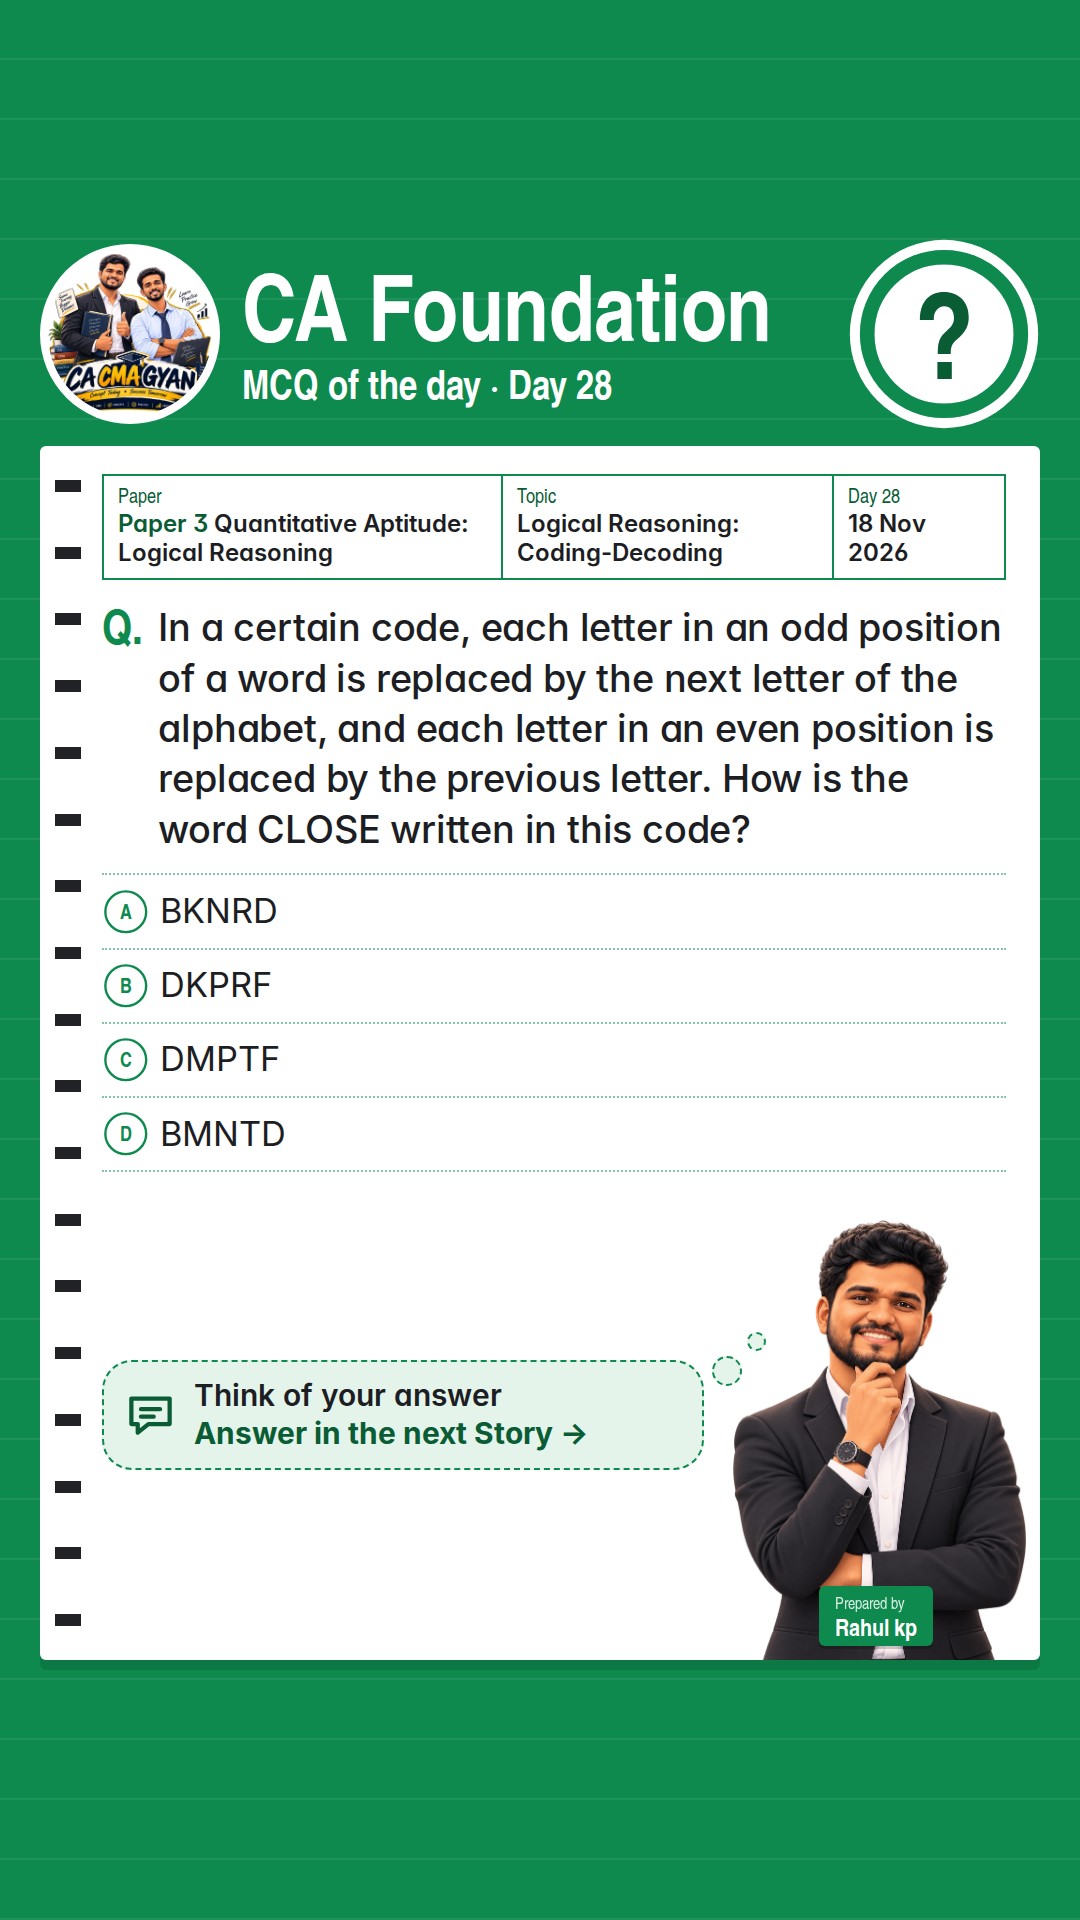 CA CMA GYAN
Concept Today • Success Tomorrow
CA Foundation
MCQ of the day · Day 28
?
Paper
Paper 3 Quantitative Aptitude:
Logical Reasoning
Topic
Logical Reasoning:
Coding-Decoding
Day 28
18 Nov
2026
Q. In a certain code, each letter in an odd position
of a word is replaced by the next letter of the
alphabet, and each letter in an even position is
replaced by the previous letter. How is the
word CLOSE written in this code?
A BKNRD
B DKPRF
C DMPTF
D BMNTD
Think of your answer
Answer in the next Story →
Prepared by
Rahul kp